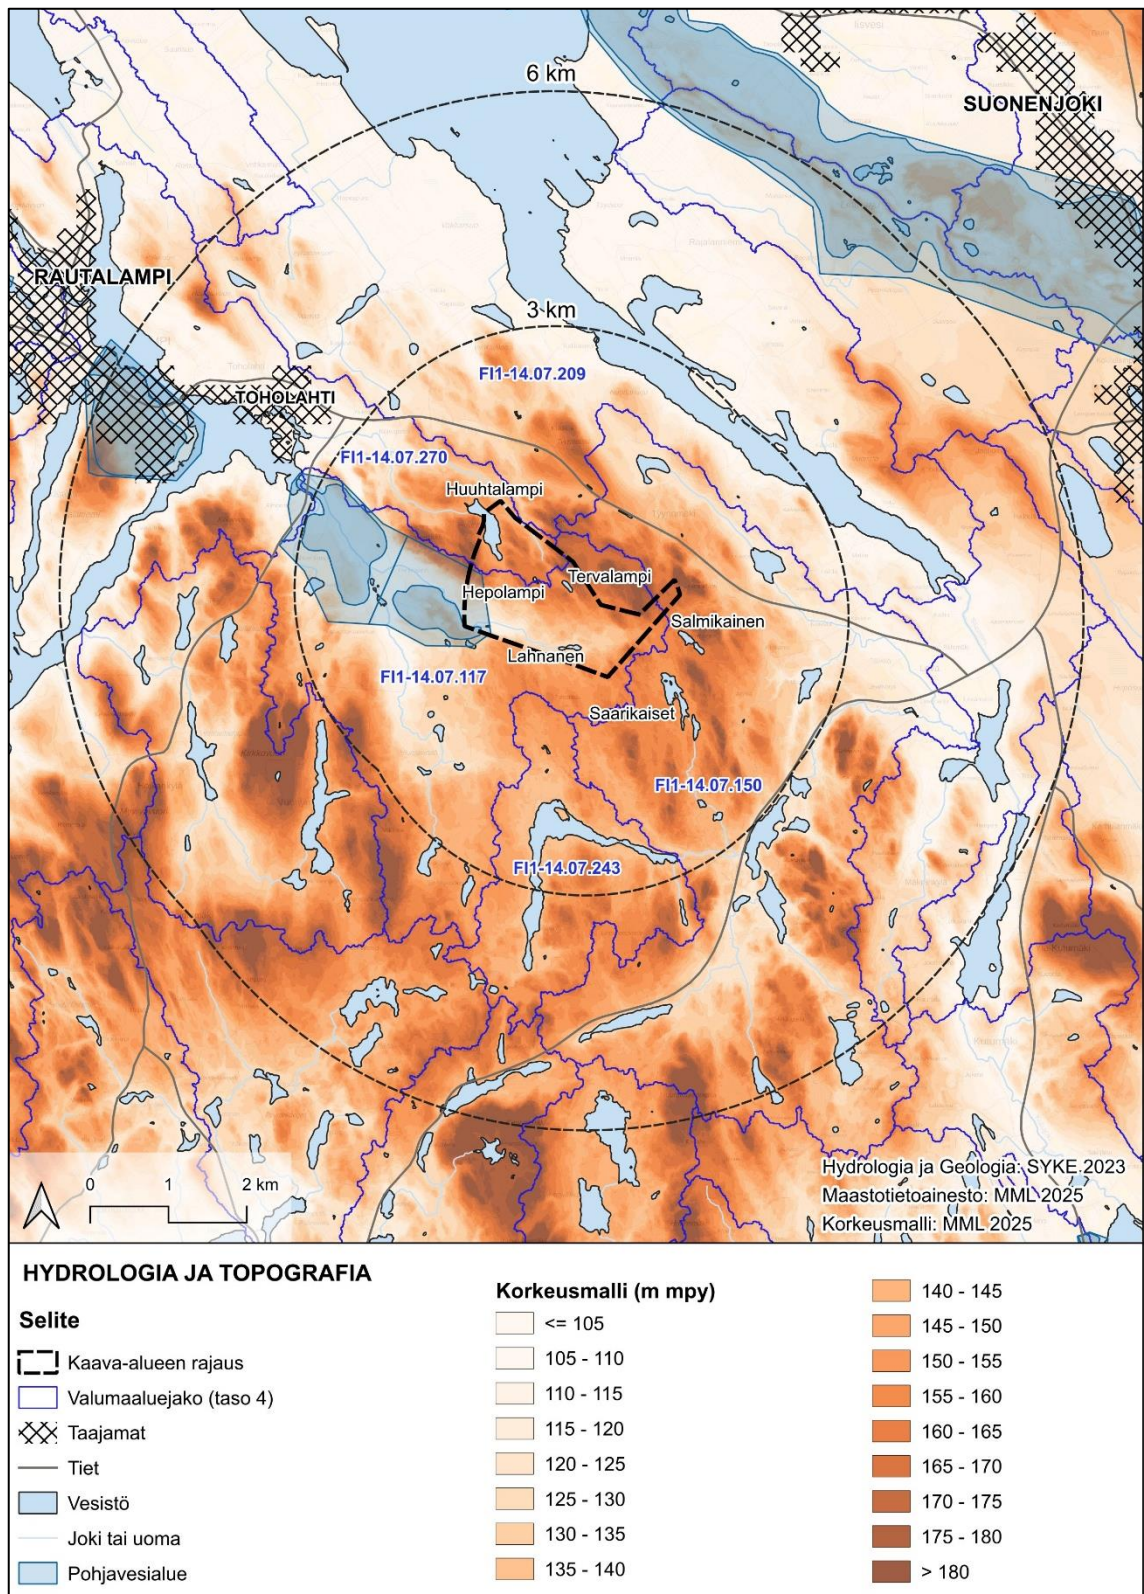 6 km
SUONENJOKI
RAUTALAMPI
3 km
FI1-14.07.209
TOHOLAHTI
FI1-14.07.270
Huuhtalampi
Tervalampi
Hepolampi
Salmikainen
Lahnanen
FI1-14.07.117
Saarikaiset
FI1-14.07.150
FI1-14.07.243
Hydrologia ja Geologia: SYKE 2023
Maastotietoainesto: MML 2025
Korkeusmalli: MML 2025
0 1 2 km
HYDROLOGIA JA TOPOGRAFIA
Selite
Kaava-alueen rajaus
Valumaaluejako (taso 4)
Taajamat
Tiet
Vesistö
Joki tai uoma
Pohjavesialue
Korkeusmalli (m mpy)
<= 105
105 - 110
110 - 115
115 - 120
120 - 125
125 - 130
130 - 135
135 - 140
140 - 145
145 - 150
150 - 155
155 - 160
160 - 165
165 - 170
170 - 175
175 - 180
> 180